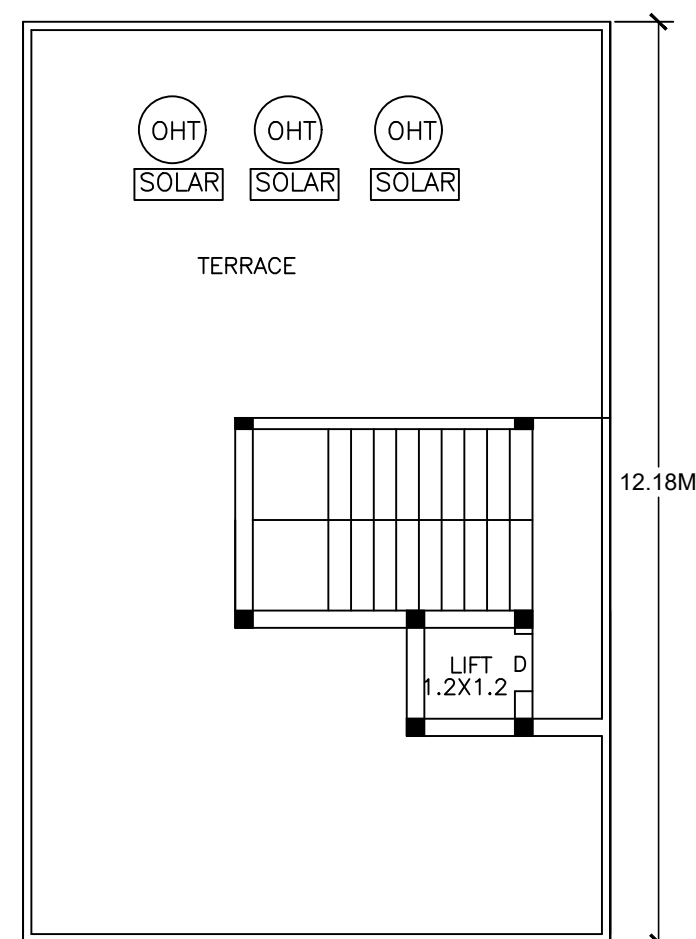 OHT OHT OHT
SOLAR SOLAR SOLAR
TERRACE
12.18M
LIFT D
1.2X1.2